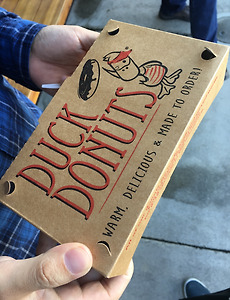 DUCK
DONUTS
WARM, DELICIOUS & MADE TO ORDER!